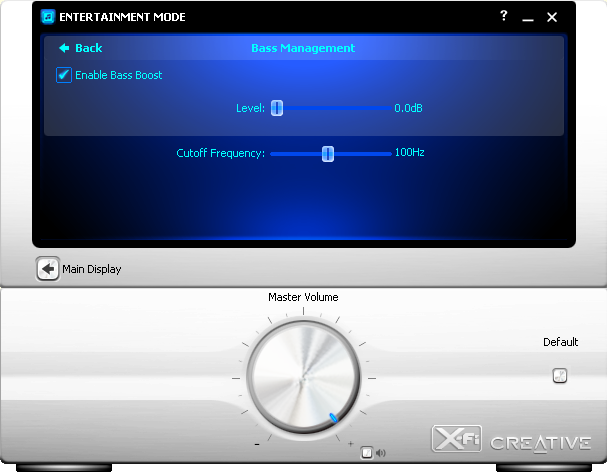 ENTERTAINMENT MODE ?
Back Bass Management
Enable Bass Boost
Level: 0.0dB
Cutoff Frequency: 100Hz
Main Display
Master Volume
Default
- +
X-Fi CREATIVE